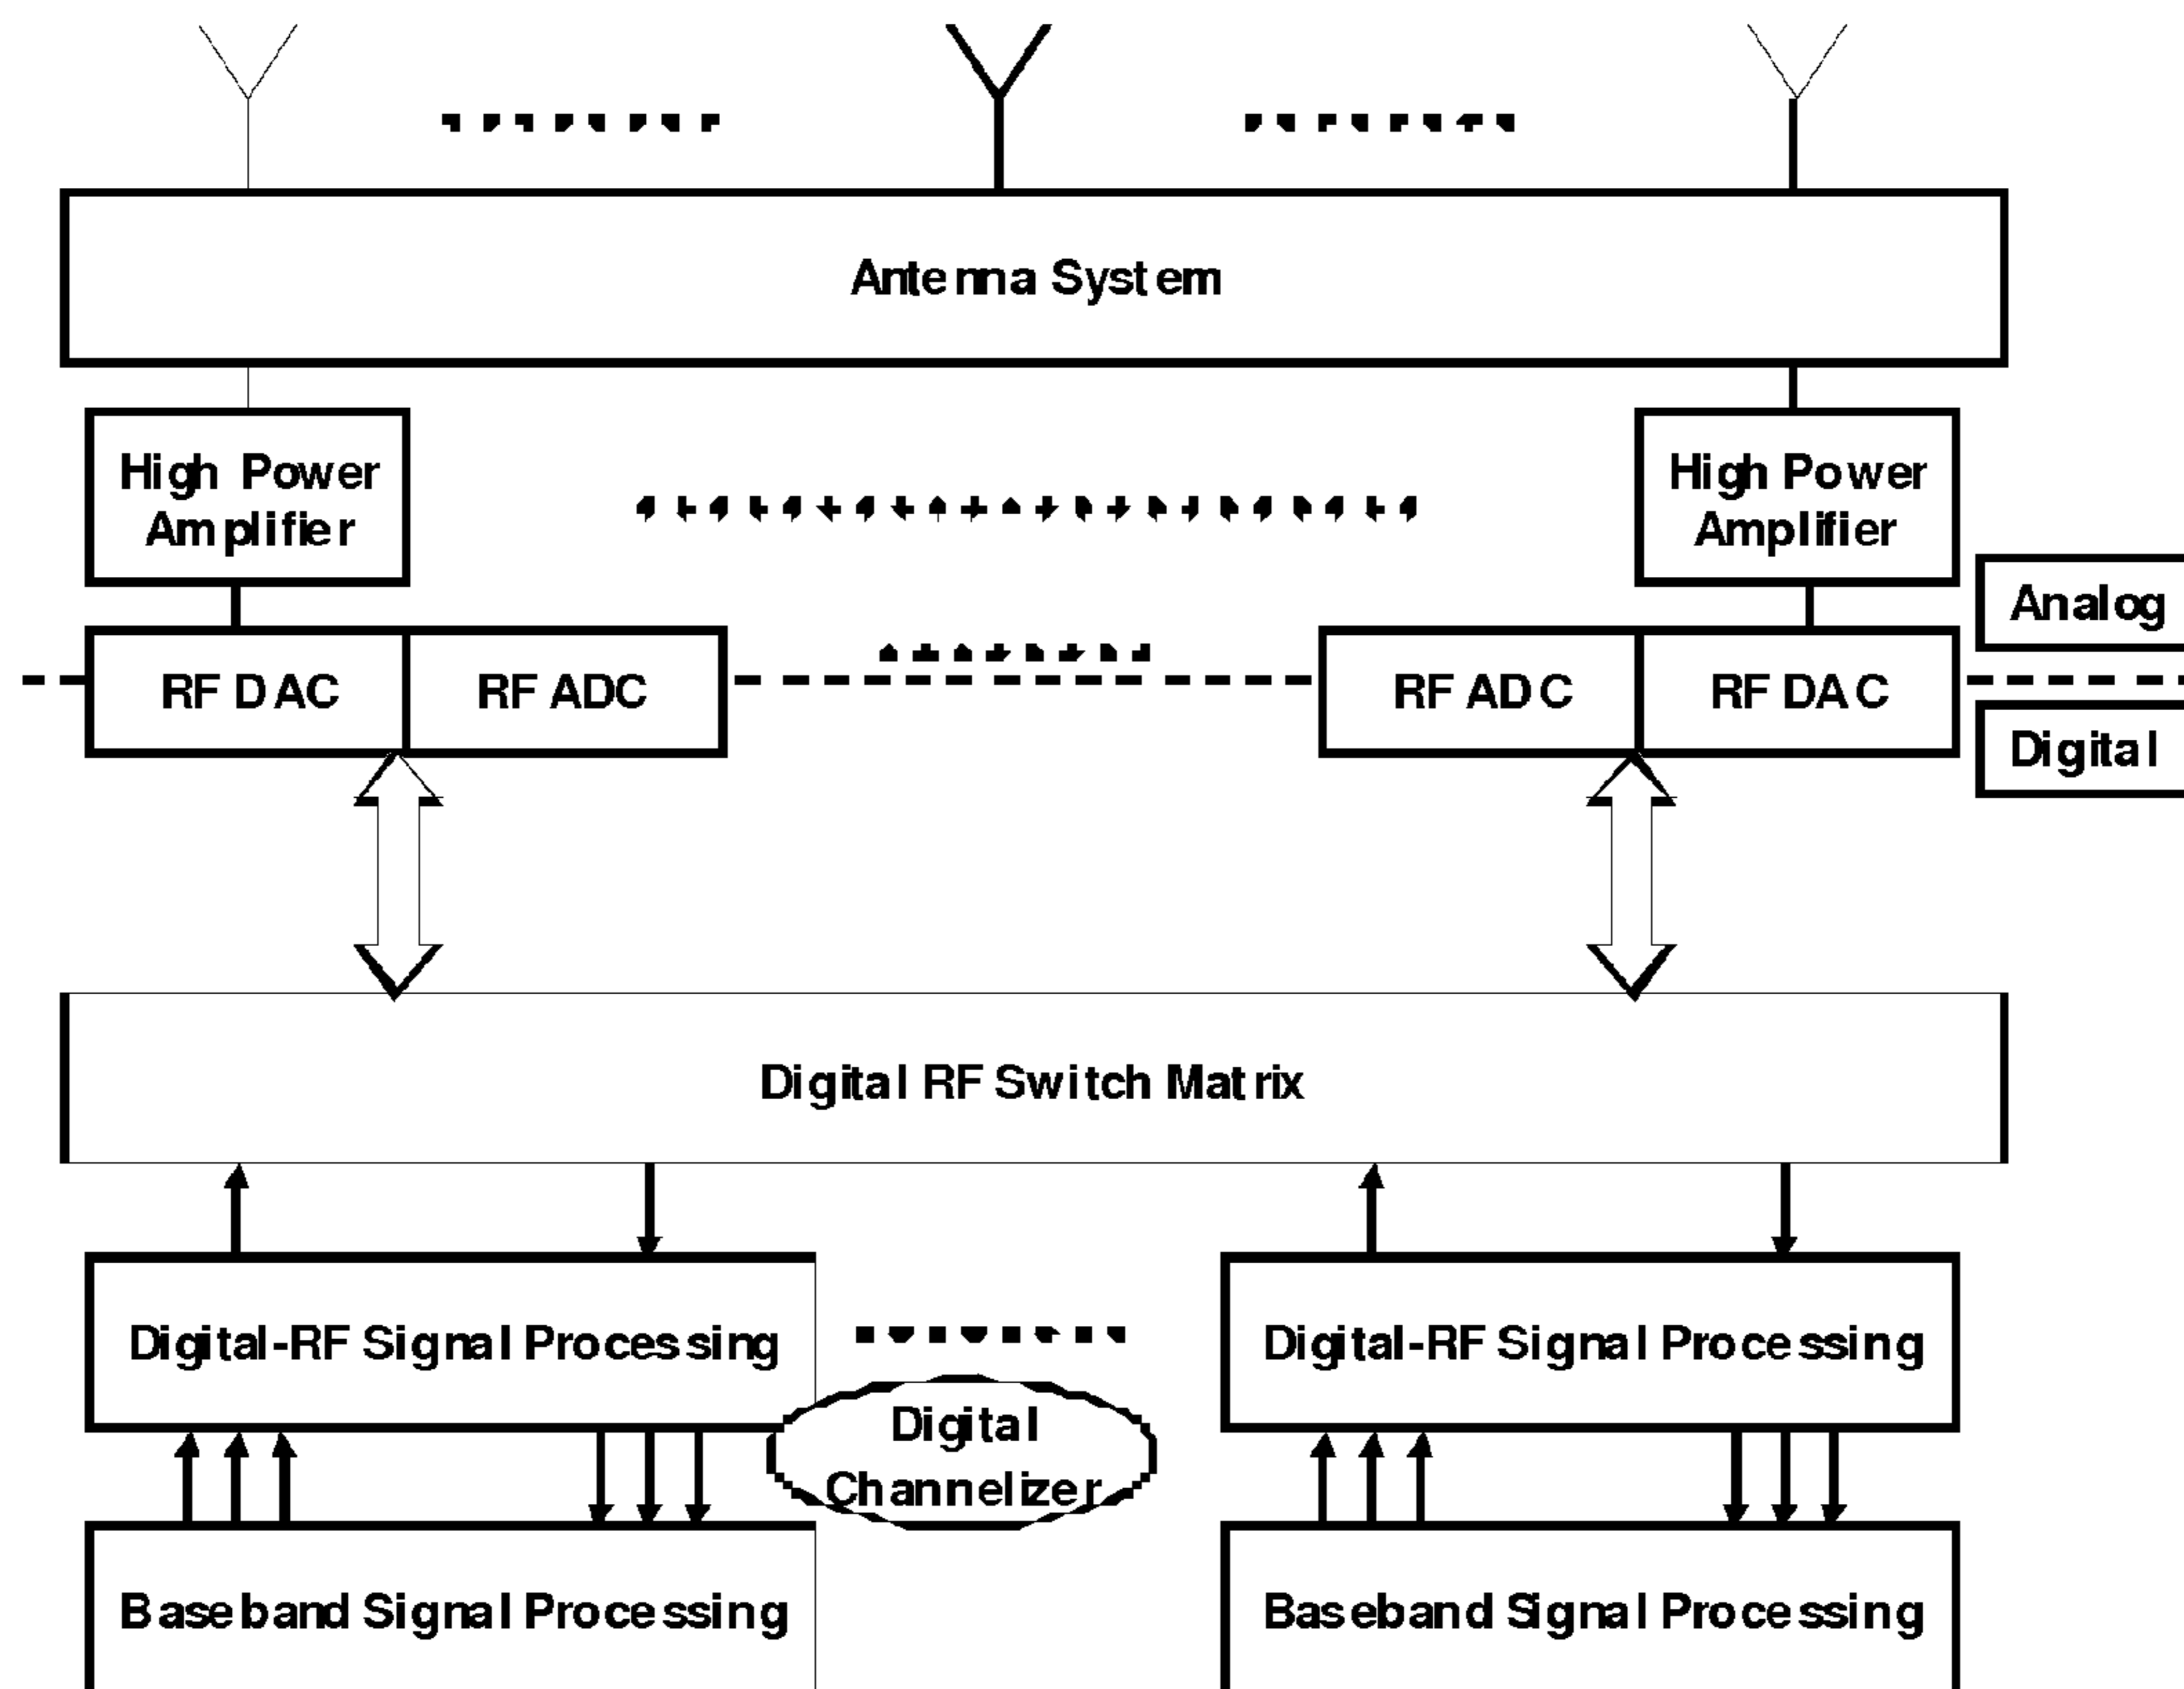 Antenna System
High Power
Amplifier
High Power
Amplifier
Analog
RF DAC
RF ADC
RF ADC
RF DAC
Digital
Digital RF Switch Matrix
Digital-RF Signal Processing
Digital-RF Signal Processing
Digital
Channelizer
Baseband Signal Processing
Baseband Signal Processing